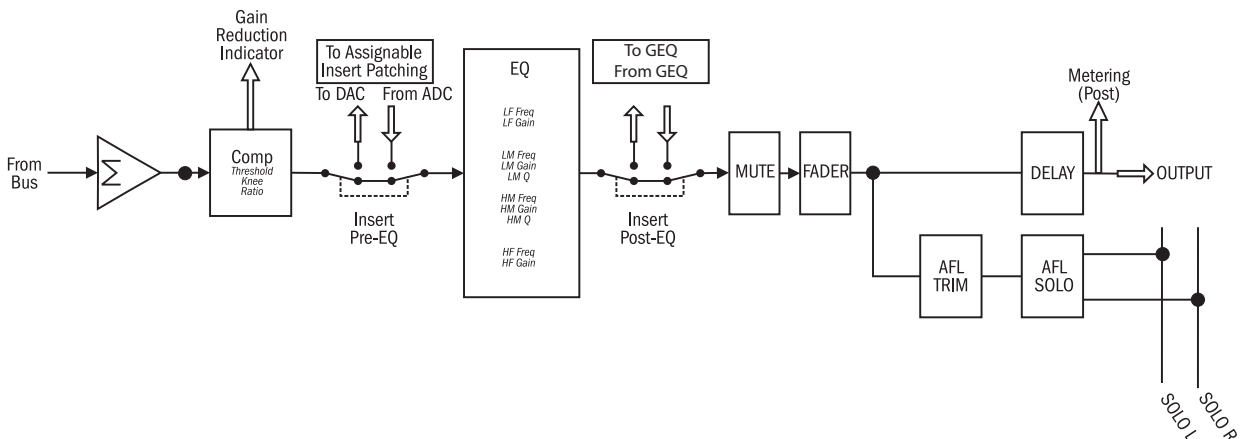 Gain
Reduction
Indicator
To Assignable
Insert Patching
To DAC From ADC
EQ
LF Freq
LF Gain
LM Freq
LM Gain
LM Q
HM Freq
HM Gain
HM Q
HF Freq
HF Gain
To GEQ
From GEQ
Metering
(Post)
From
Bus
Σ
Comp
Threshold
Knee
Ratio
Insert
Pre-EQ
Insert
Post-EQ
MUTE
FADER
DELAY
OUTPUT
AFL
TRIM
AFL
SOLO
SOLO L
SOLO R